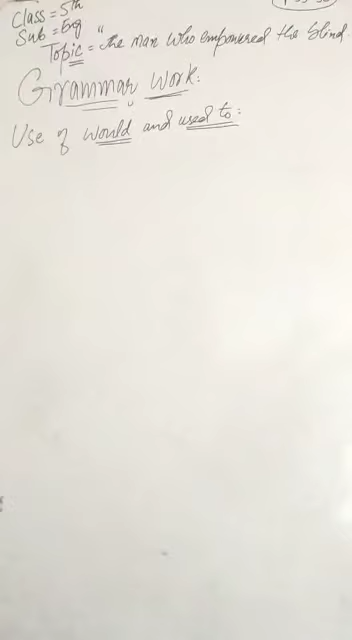 Class = 5th
Sub = Eng
Topic = "The man who empowered the blind
Grammar Work:
Use of would and used to: